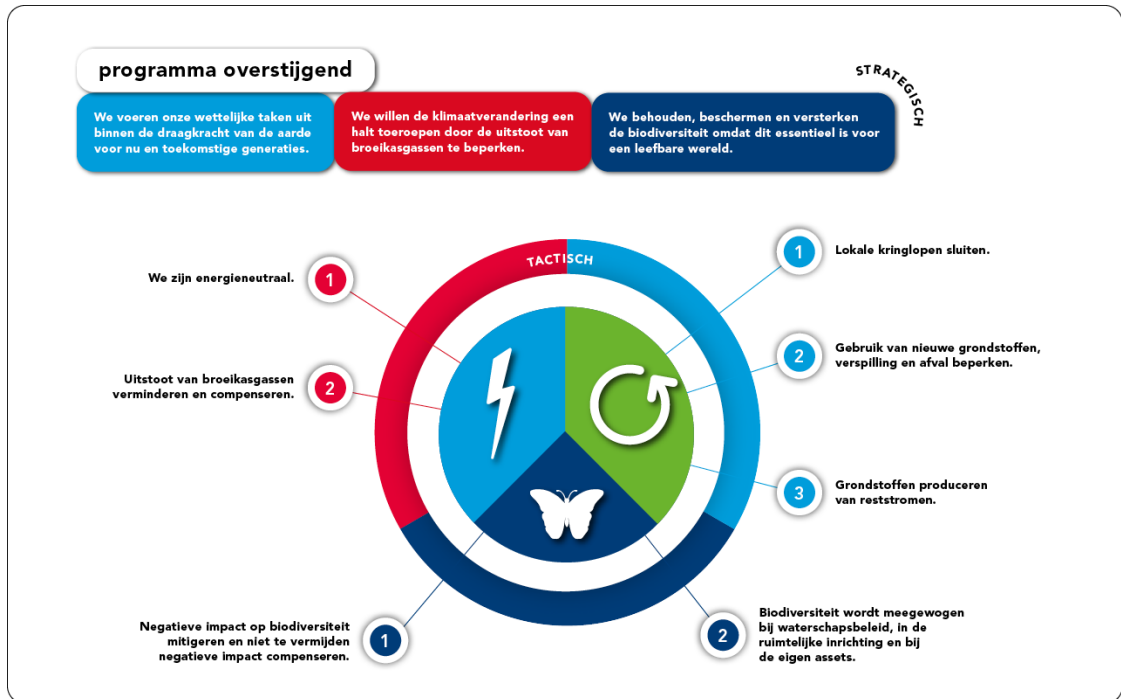 programma overstijgend
STRATEGISCH
We voeren onze wettelijke taken uit
binnen de draagkracht van de aarde
voor nu en toekomstige generaties.
We willen de klimaatverandering een
halt toeroepen door de uitstoot van
broeikasgassen te beperken.
We behouden, beschermen en versterken
de biodiversiteit omdat dit essentieel is voor
een leefbare wereld.
TACTISCH
We zijn energieneutraal.
1
Uitstoot van broeikasgassen
verminderen en compenseren.
2
1
Lokale kringlopen sluiten.
2
Gebruik van nieuwe grondstoffen,
verspilling en afval beperken.
3
Grondstoffen produceren
van reststromen.
Negatieve impact op biodiversiteit
mitigeren en niet te vermijden
negatieve impact compenseren.
1
2
Biodiversiteit wordt meegewogen
bij waterschapsbeleid, in de
ruimtelijke inrichting en bij
de eigen assets.